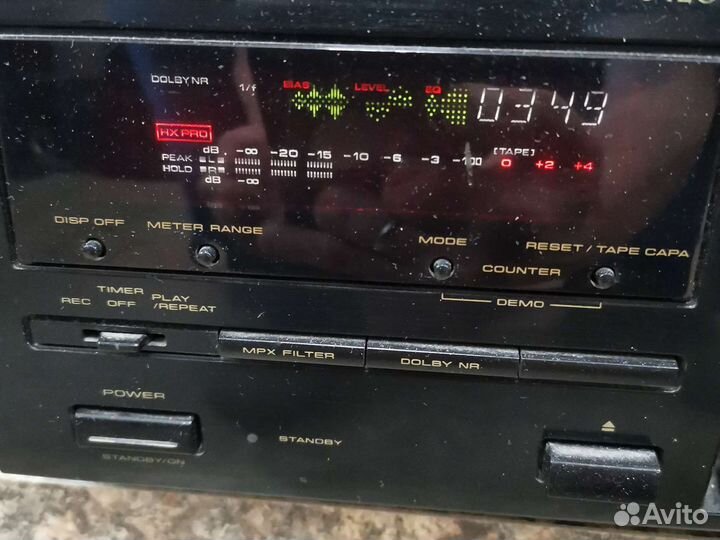 DOLBY NR 1/f BIAS LEVEL EQ 0349
HX PRO
dB -∞ -20 -15 -10 -6 -3 -1 [TAPE] 0 +2 +4
PEAK L
HOLD R
dB -∞
DISP OFF METER RANGE MODE RESET / TAPE CAPA
COUNTER
DEMO
TIMER
REC OFF PLAY
/REPEAT
MPX FILTER DOLBY NR
POWER
STANDBY
STANDBY/ON
Avito